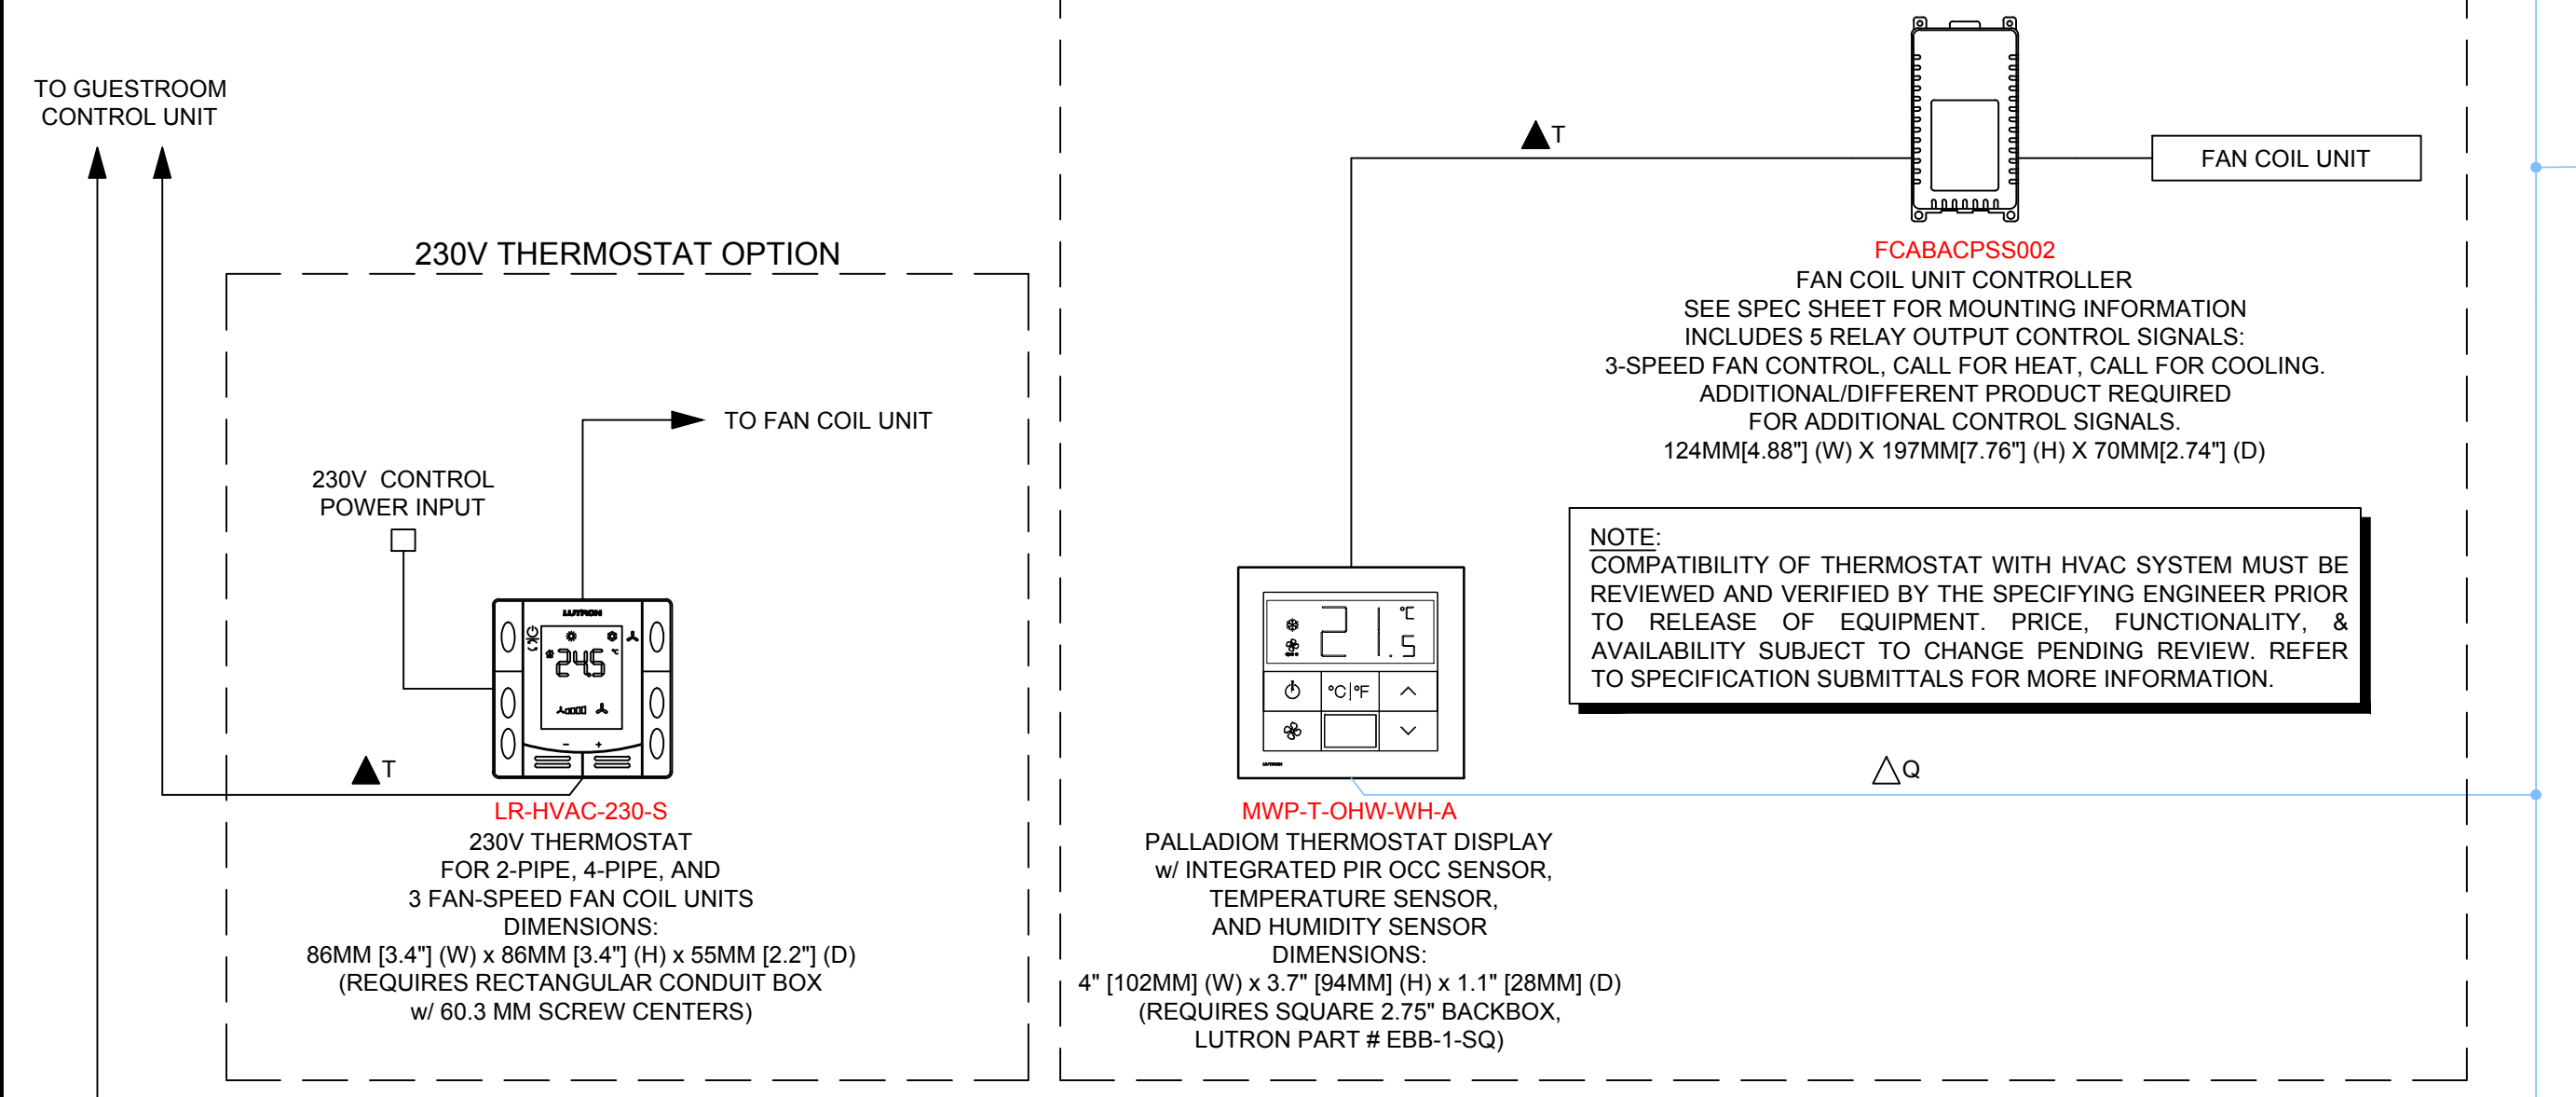 TO GUESTROOM
CONTROL UNIT
230V THERMOSTAT OPTION
TO FAN COIL UNIT
230V  CONTROL
POWER INPUT
LUTRON
24.5 °C
- +
▲T
LR-HVAC-230-S
230V THERMOSTAT
FOR 2-PIPE, 4-PIPE, AND
3 FAN-SPEED FAN COIL UNITS
DIMENSIONS:
86MM [3.4"] (W) x 86MM [3.4"] (H) x 55MM [2.2"] (D)
(REQUIRES RECTANGULAR CONDUIT BOX
w/ 60.3 MM SCREW CENTERS)
▲T
FAN COIL UNIT
FCABACPSS002
FAN COIL UNIT CONTROLLER
SEE SPEC SHEET FOR MOUNTING INFORMATION
INCLUDES 5 RELAY OUTPUT CONTROL SIGNALS:
3-SPEED FAN CONTROL, CALL FOR HEAT, CALL FOR COOLING.
ADDITIONAL/DIFFERENT PRODUCT REQUIRED
FOR ADDITIONAL CONTROL SIGNALS.
124MM[4.88"] (W) X 197MM[7.76"] (H) X 70MM[2.74"] (D)
NOTE:
COMPATIBILITY OF THERMOSTAT WITH HVAC SYSTEM MUST BE
REVIEWED AND VERIFIED BY THE SPECIFYING ENGINEER PRIOR
TO RELEASE OF EQUIPMENT. PRICE, FUNCTIONALITY, &
AVAILABILITY SUBJECT TO CHANGE PENDING REVIEW. REFER
TO SPECIFICATION SUBMITTALS FOR MORE INFORMATION.
21.5 °C
°C|°F
LUTRON
△Q
MWP-T-OHW-WH-A
PALLADIOM THERMOSTAT DISPLAY
w/ INTEGRATED PIR OCC SENSOR,
TEMPERATURE SENSOR,
AND HUMIDITY SENSOR
DIMENSIONS:
4" [102MM] (W) x 3.7" [94MM] (H) x 1.1" [28MM] (D)
(REQUIRES SQUARE 2.75" BACKBOX,
LUTRON PART # EBB-1-SQ)